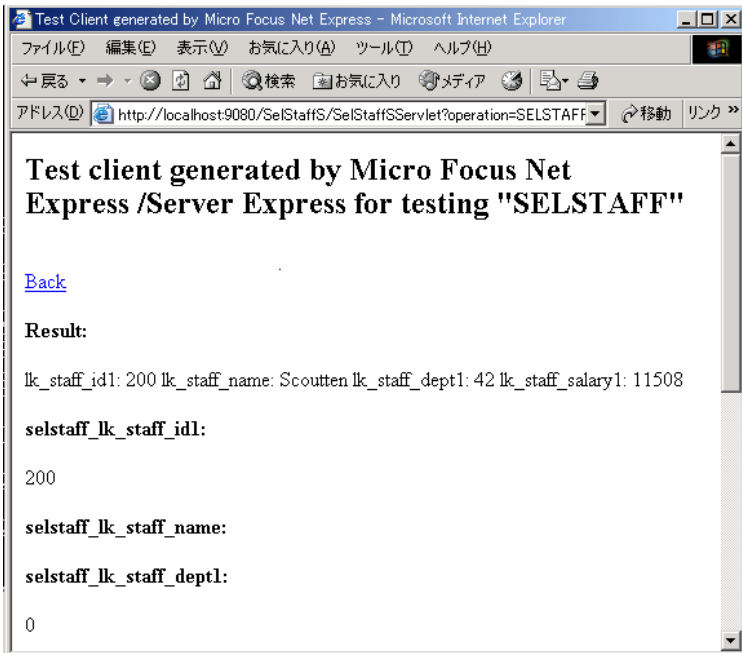 Test Client generated by Micro Focus Net Express - Microsoft Internet Explorer
ファイル(F) 編集(E) 表示(V) お気に入り(A) ツール(T) ヘルプ(H)
戻る 検索 お気に入り メディア
アドレス(D) http://localhost:9080/SelStaffS/SelStaffSServlet?operation=SELSTAFF 移動 リンク »
Test client generated by Micro Focus Net
Express /Server Express for testing "SELSTAFF"
Back
Result:
lk_staff_id1: 200 lk_staff_name: Scoutten lk_staff_dept1: 42 lk_staff_salary1: 11508
selstaff_lk_staff_id1:
200
selstaff_lk_staff_name:
selstaff_lk_staff_dept1:
0